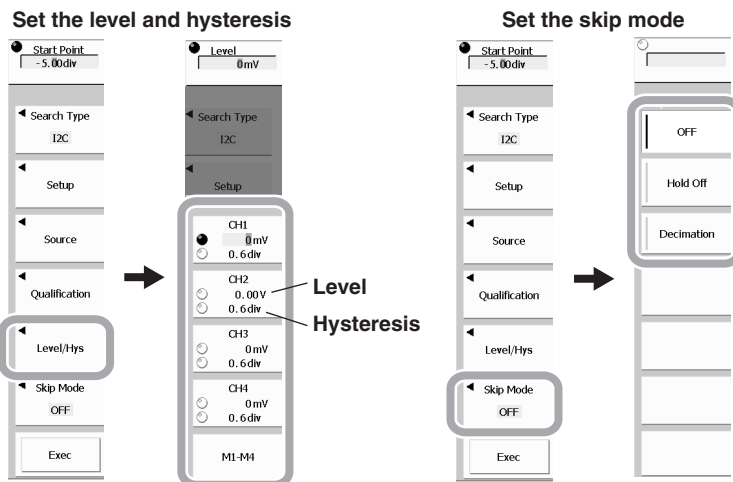 Set the level and hysteresis
Start Point
-5.00div
Search Type
I2C
Setup
Source
Qualification
Level/Hys
Skip Mode
OFF
Exec
Level
0mV
Search Type
I2C
Setup
CH1
0mV
0.6div
CH2
0.00V
0.6div
CH3
0mV
0.6div
CH4
0mV
0.6div
M1-M4
Level
Hysteresis
Set the skip mode
Start Point
-5.00div
Search Type
I2C
Setup
Source
Qualification
Level/Hys
Skip Mode
OFF
Exec
OFF
Hold Off
Decimation